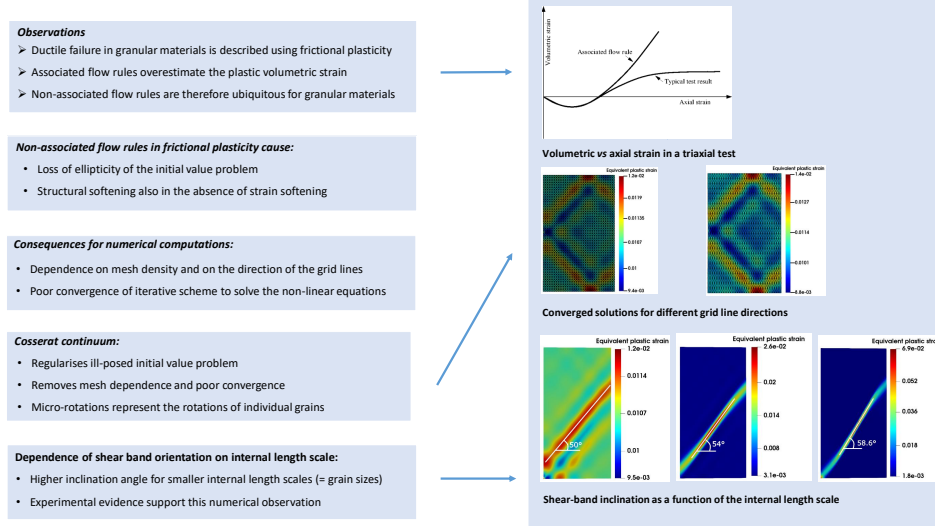 Observations
➢ Ductile failure in granular materials is described using frictional plasticity
➢ Associated flow rules overestimate the plastic volumetric strain
➢ Non-associated flow rules are therefore ubiquitous for granular materials
Non-associated flow rules in frictional plasticity cause:
• Loss of ellipticity of the initial value problem
• Structural softening also in the absence of strain softening
Consequences for numerical computations:
• Dependence on mesh density and on the direction of the grid lines
• Poor convergence of iterative scheme to solve the non-linear equations
Cosserat continuum:
• Regularises ill-posed initial value problem
• Removes mesh dependence and poor convergence
• Micro-rotations represent the rotations of individual grains
Dependence of shear band orientation on internal length scale:
• Higher inclination angle for smaller internal length scales (= grain sizes)
• Experimental evidence support this numerical observation
Volumetric strain
Associated flow rule
Typical test result
Axial strain
Volumetric vs axial strain in a triaxial test
Equivalent plastic strain
1.2e-02
0.0119
0.01135
0.0107
0.01
9.4e-03
Equivalent plastic strain
1.4e-02
0.0127
0.0114
0.0101
8.8e-03
Converged solutions for different grid line directions
Equivalent plastic strain
1.2e-02
0.0114
0.0107
0.01
9.5e-03
50°
Equivalent plastic strain
2.6e-02
0.02
0.014
0.008
3.1e-03
54°
Equivalent plastic stra
6.9e-02
0.052
0.036
0.018
1.8e-03
58.6°
Shear-band inclination as a function of the internal length scale